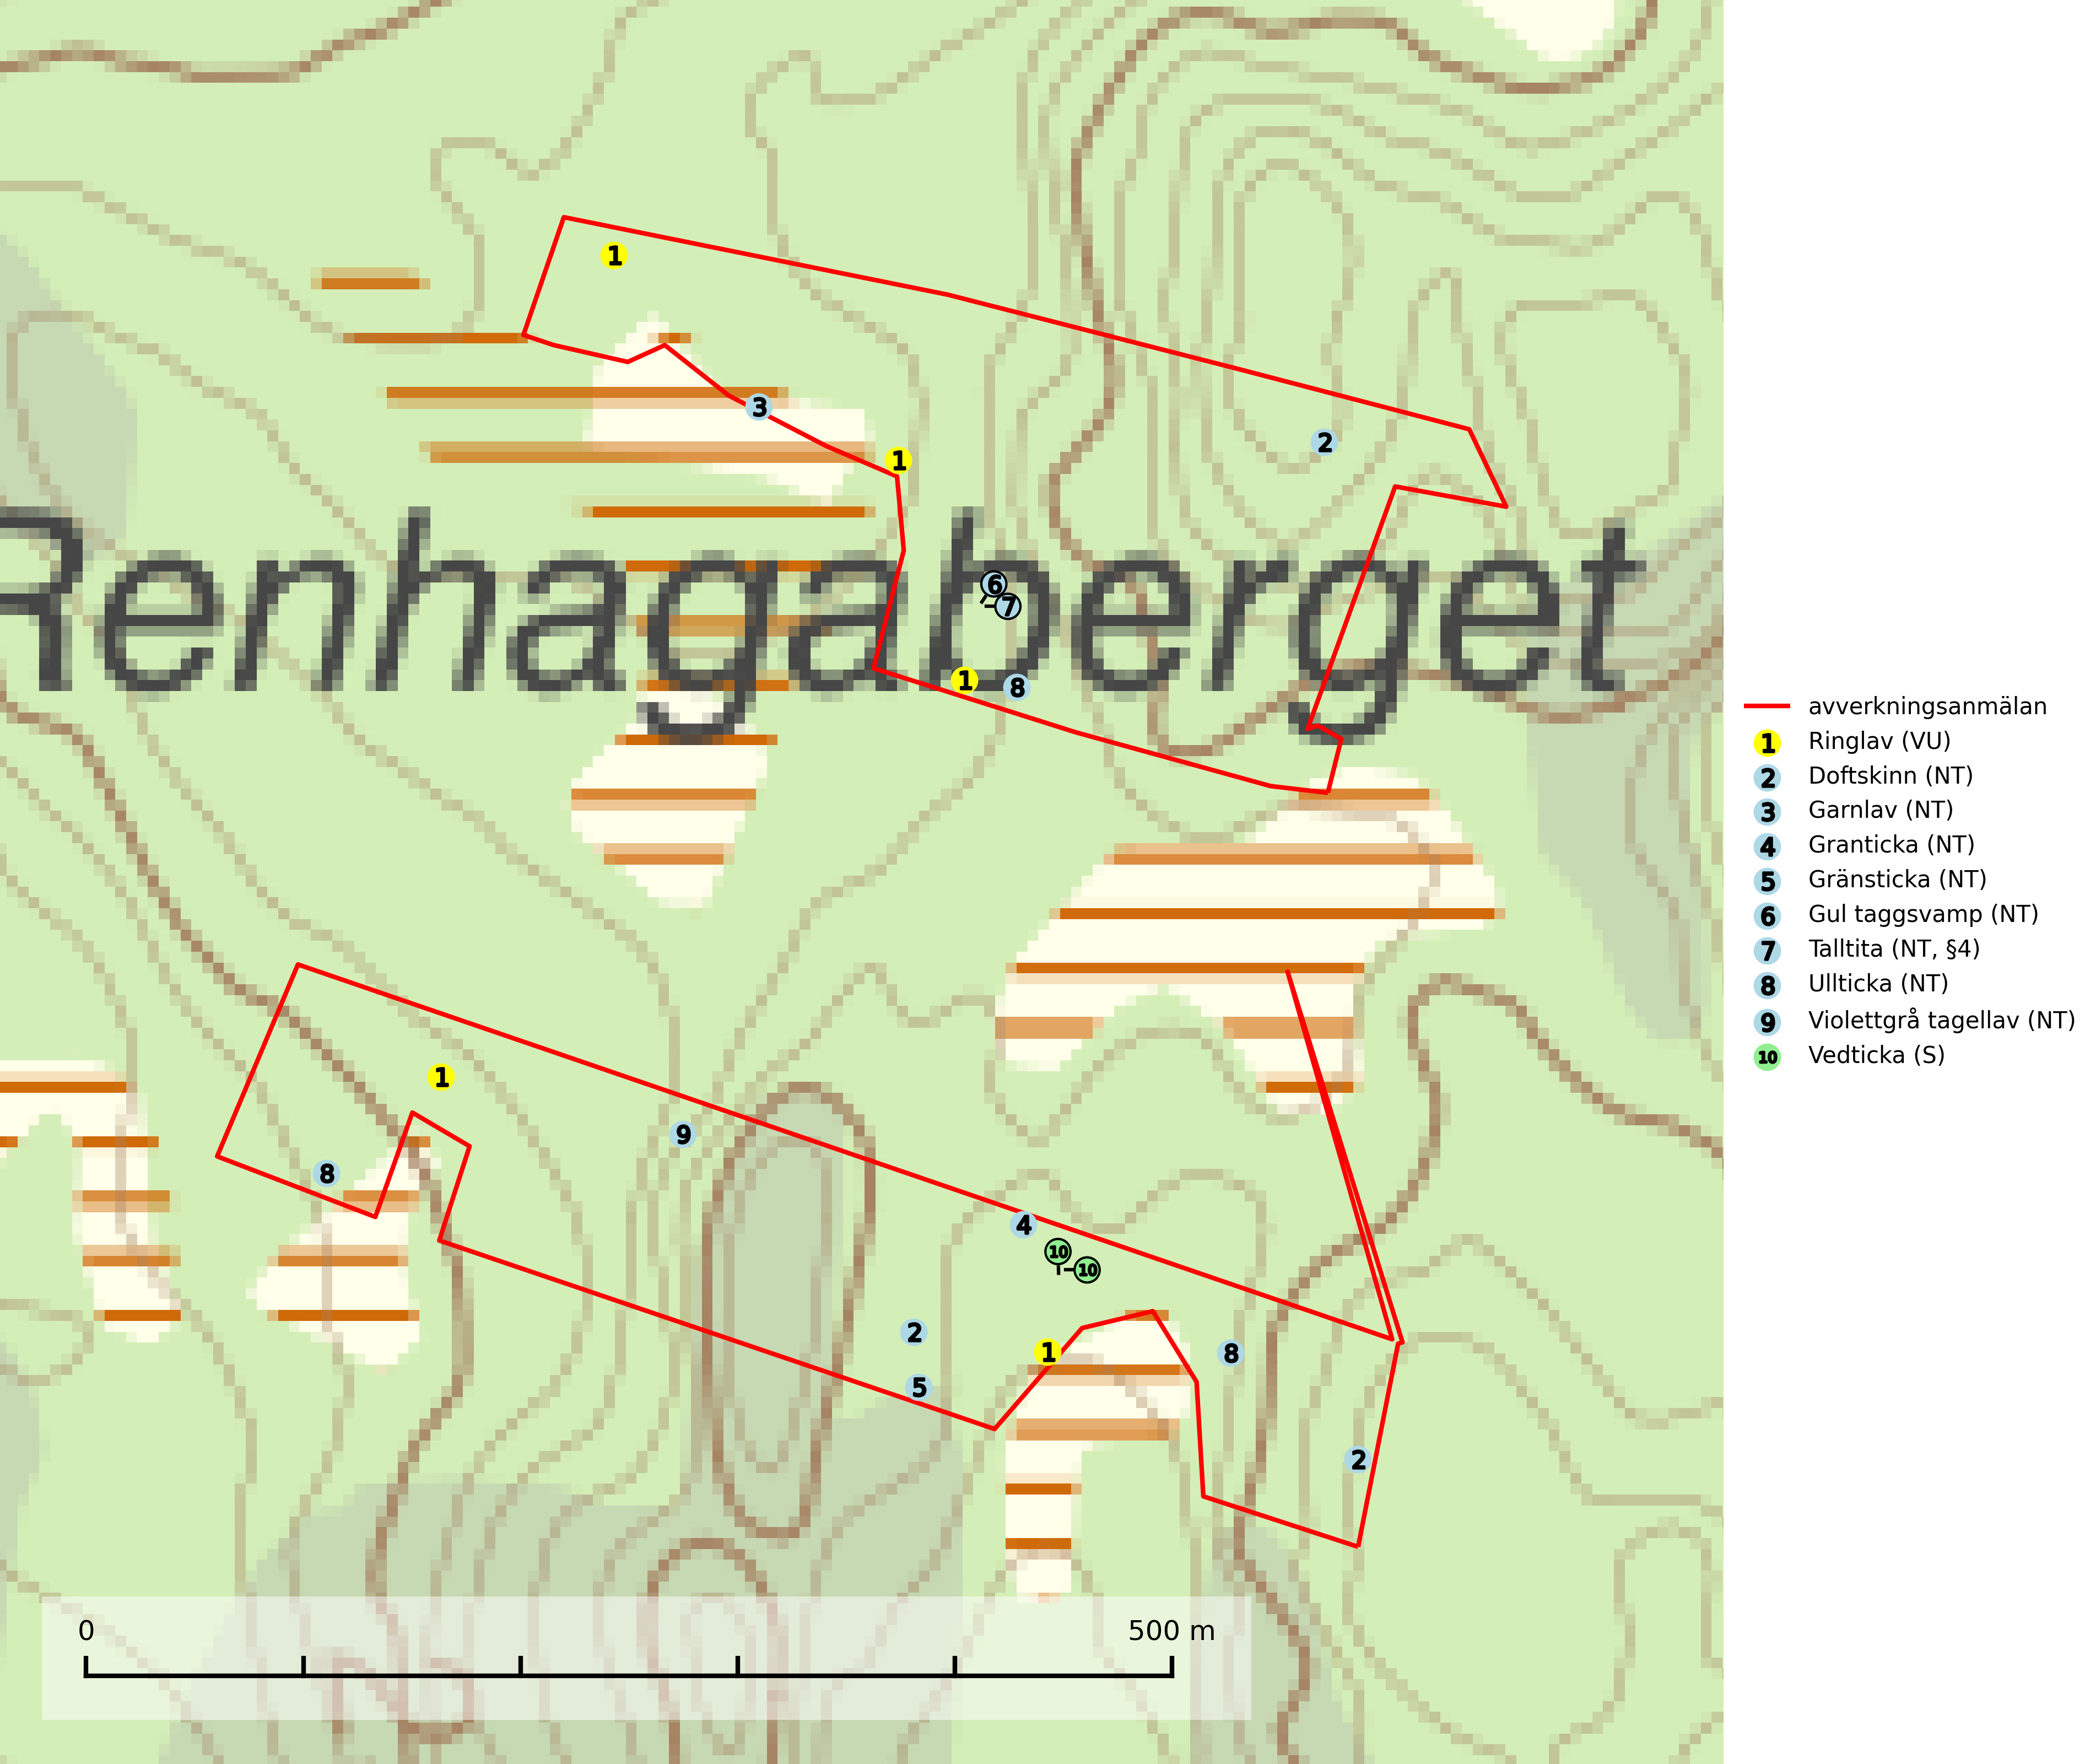 1
3
1
2
Renhagaberget
6
7
1
8
1
9
8
4
10
10
2
1
8
5
2
0 500 m
avverkningsanmälan
1 Ringlav (VU)
2 Doftskinn (NT)
3 Garnlav (NT)
4 Granticka (NT)
5 Gränsticka (NT)
6 Gul taggsvamp (NT)
7 Talltita (NT, §4)
8 Ullticka (NT)
9 Violettgrå tagellav (NT)
10 Vedticka (S)